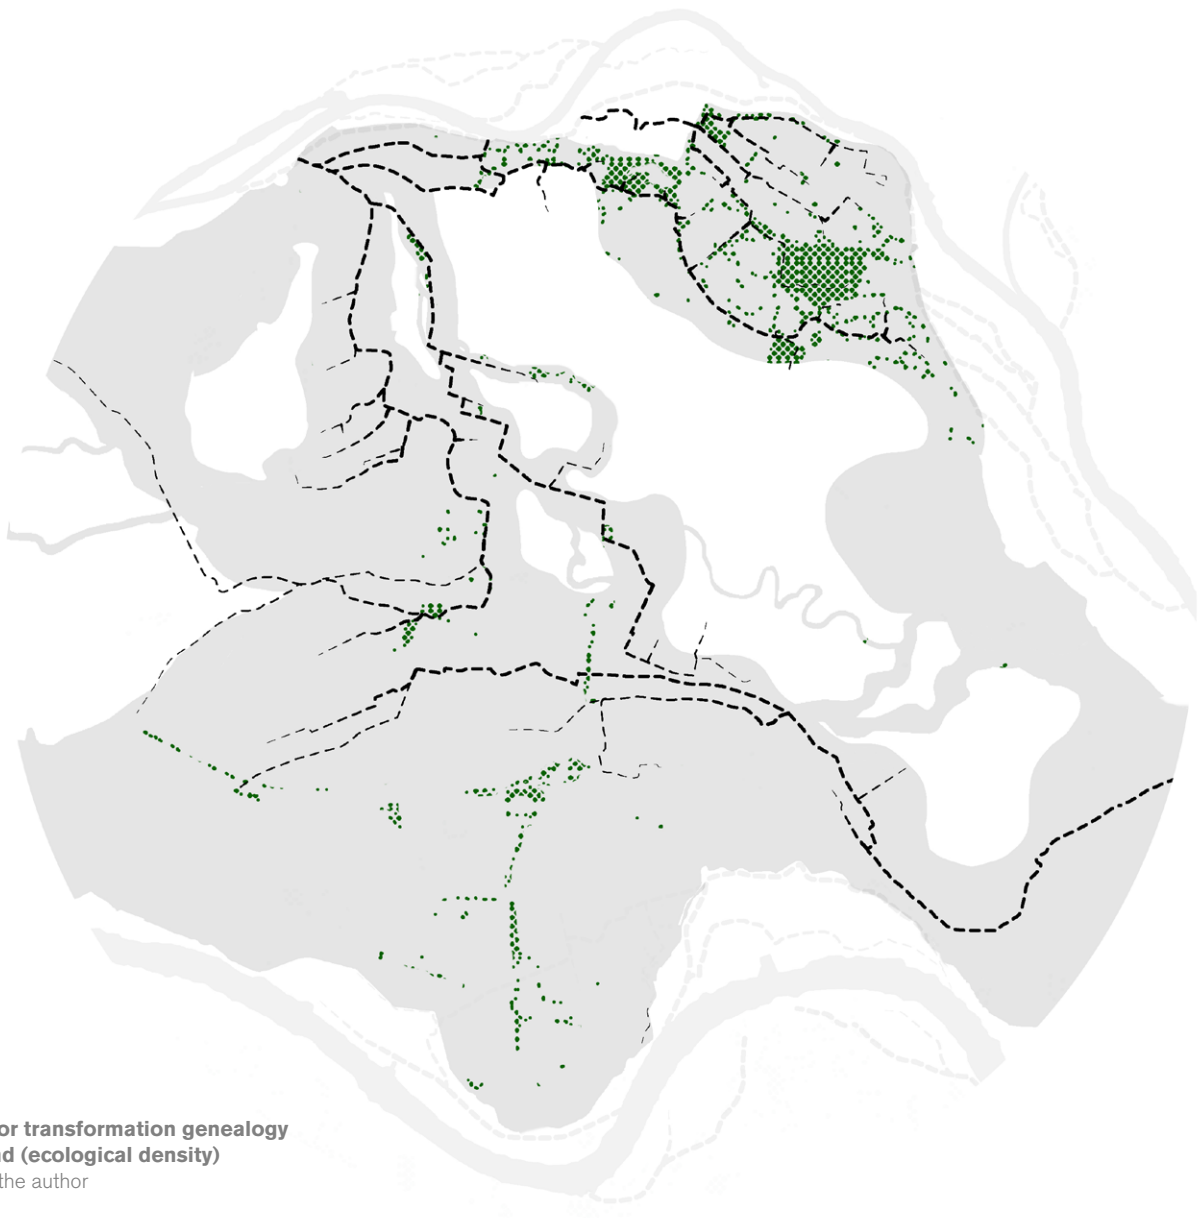 or transformation genealogy
d (ecological density)
the author